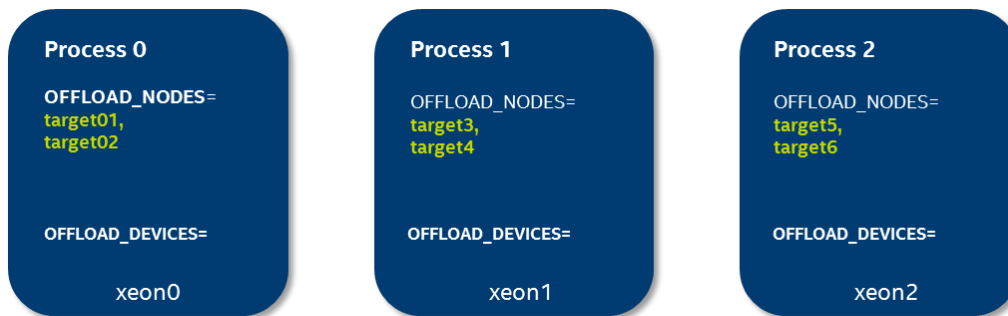 Process 0
OFFLOAD_NODES=
target01,
target02
OFFLOAD_DEVICES=
xeon0
Process 1
OFFLOAD_NODES=
target3,
target4
OFFLOAD_DEVICES=
xeon1
Process 2
OFFLOAD_NODES=
target5,
target6
OFFLOAD_DEVICES=
xeon2